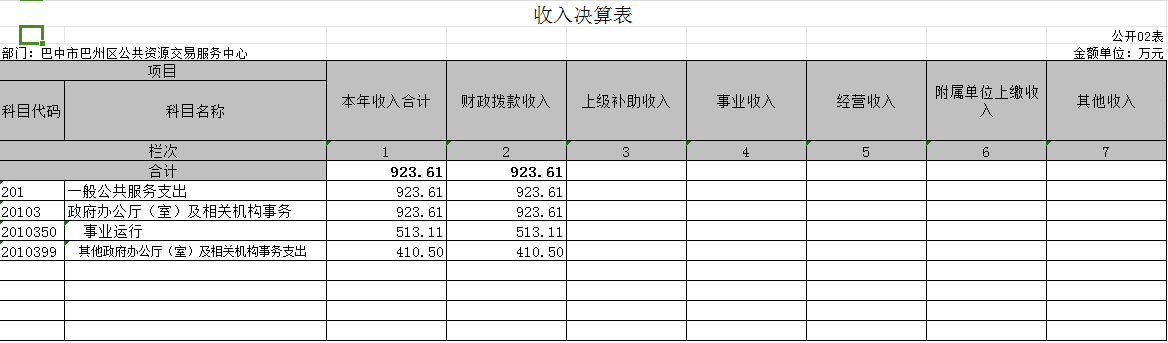 收入决算表
公开02表
部门：巴中市巴州区公共资源交易服务中心 金额单位：万元
项目 本年收入合计 财政拨款收入 上级补助收入 事业收入 经营收入 附属单位上缴收入 其他收入
科目代码 科目名称
栏次 1 2 3 4 5 6 7
合计 923.61 923.61
201 一般公共服务支出 923.61 923.61
20103 政府办公厅（室）及相关机构事务 923.61 923.61
2010350 事业运行 513.11 513.11
2010399 其他政府办公厅（室）及相关机构事务支出 410.50 410.50